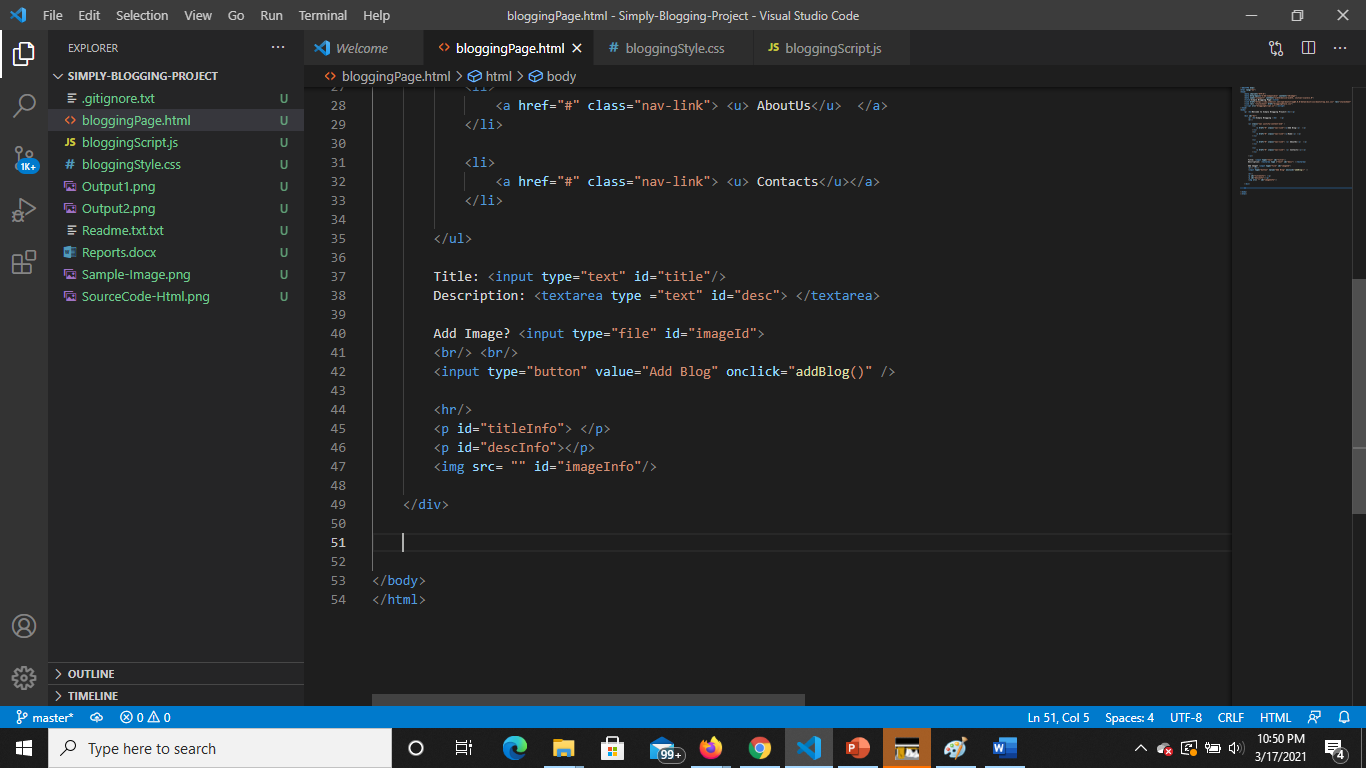 File Edit Selection View Go Run Terminal Help bloggingPage.html - Simply-Blogging-Project - Visual Studio Code
EXPLORER ···
SIMPLY-BLOGGING-PROJECT
.gitignore.txt U
bloggingPage.html U
bloggingScript.js U
bloggingStyle.css U
Output1.png U
Output2.png U
Readme.txt.txt U
Reports.docx U
Sample-Image.png U
SourceCode-Html.png U
1K+
OUTLINE
TIMELINE
Welcome bloggingPage.html # bloggingStyle.css JS bloggingScript.js
bloggingPage.html > html > body
27 <li>
28 <a href="#" class="nav-link"> <u> AboutUs</u>  </a>
29 </li>
30
31 <li>
32 <a href="#" class="nav-link"> <u> Contacts</u></a>
33 </li>
34
35 </ul>
36
37 Title: <input type="text" id="title"/>
38 Description: <textarea type ="text" id="desc"> </textarea>
39
40 Add Image? <input type="file" id="imageId">
41 <br/> <br/>
42 <input type="button" value="Add Blog" onclick="addBlog()" />
43
44 <hr/>
45 <p id="titleInfo"> </p>
46 <p id="descInfo"></p>
47 <img src= "" id="imageInfo"/>
48
49 </div>
50
51
52
53 </body>
54 </html>
master* 0 0 Ln 51, Col 5 Spaces: 4 UTF-8 CRLF HTML
Type here to search 99+ 10:50 PM
3/17/2021 4